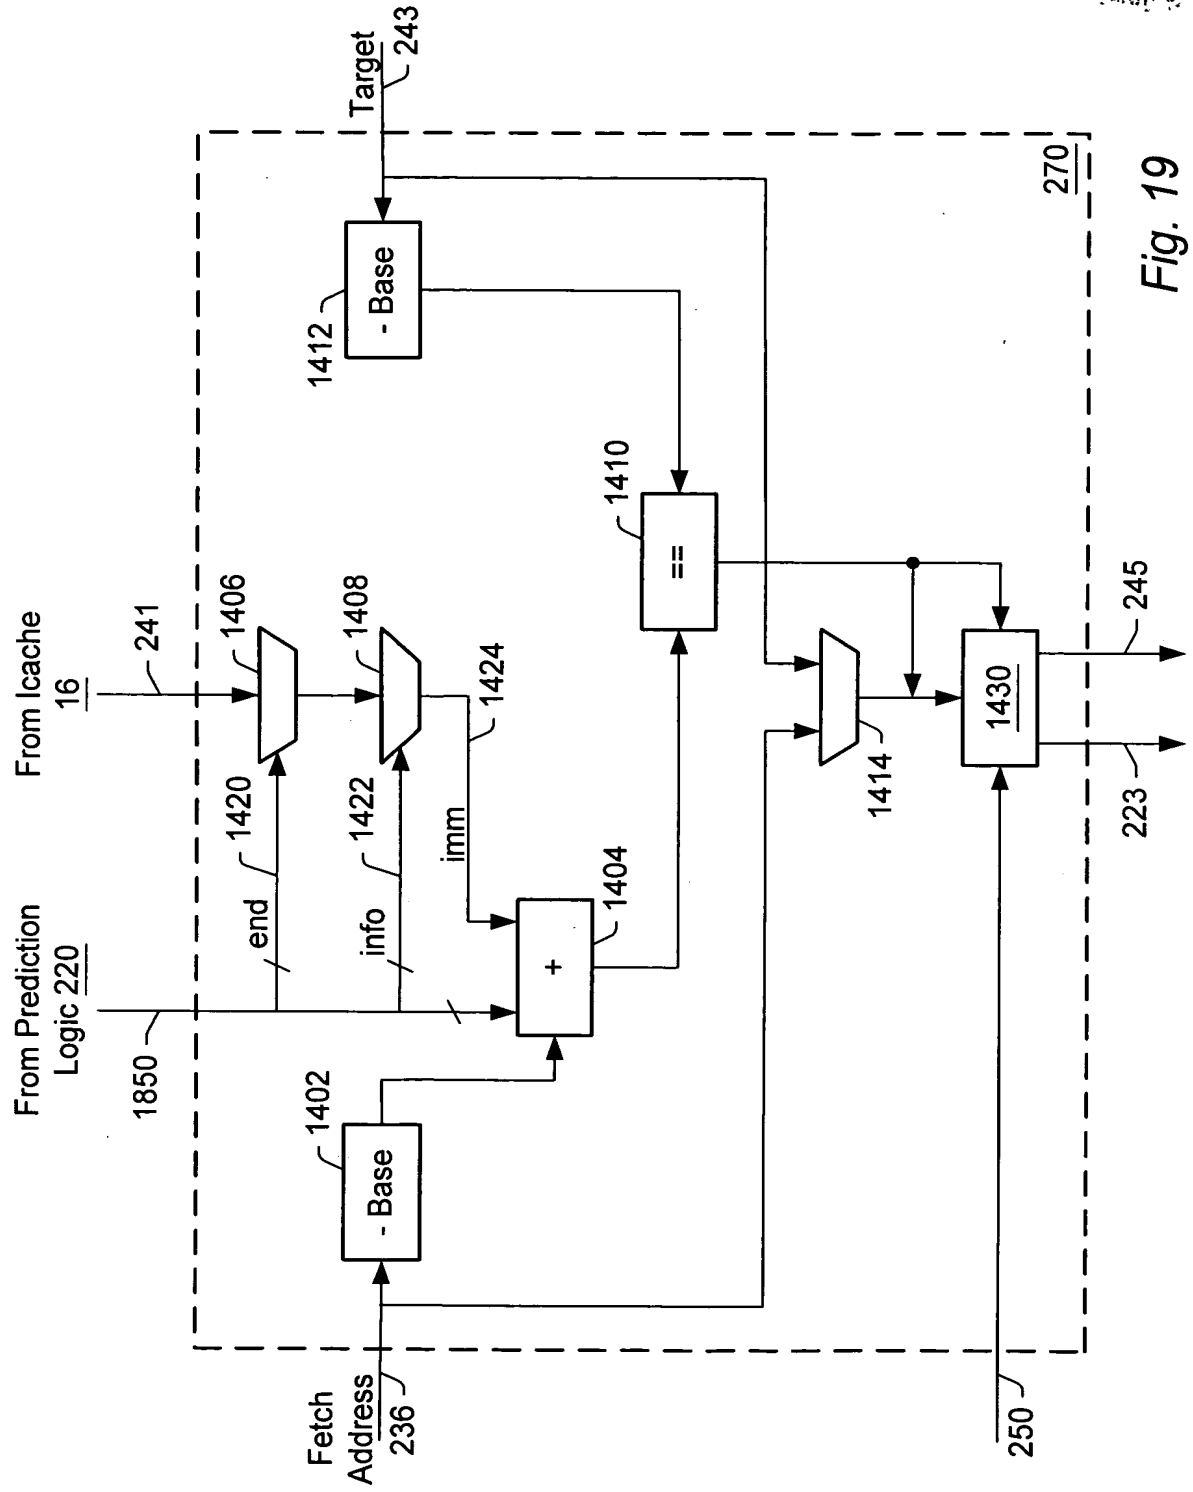 From Icache
16
241
1406
From Prediction
Logic 220
1850
end
1420
info
1422
1408
imm
1424
Target
243
- Base
1412
Fetch
Address
236
- Base
1402
+
1404
==
1410
1414
1430
250
223
245
270
Fig. 19